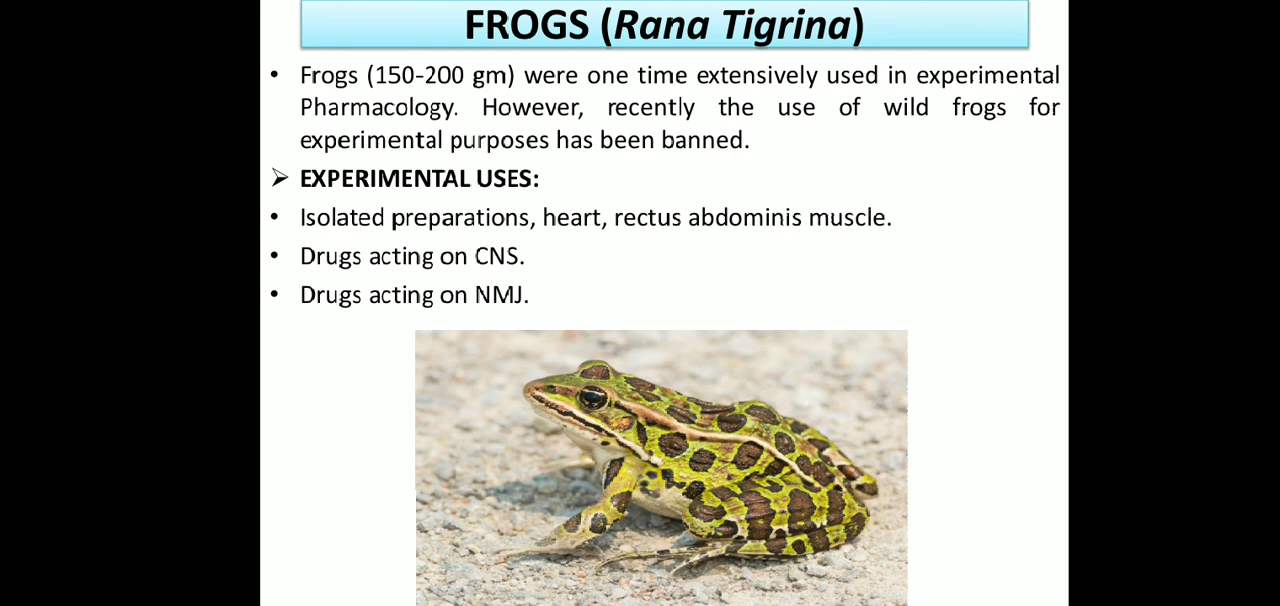 FROGS (Rana Tigrina)
• Frogs (150-200 gm) were one time extensively used in experimental
Pharmacology. However, recently the use of wild frogs for
experimental purposes has been banned.
➢ EXPERIMENTAL USES:
• Isolated preparations, heart, rectus abdominis muscle.
• Drugs acting on CNS.
• Drugs acting on NMJ.